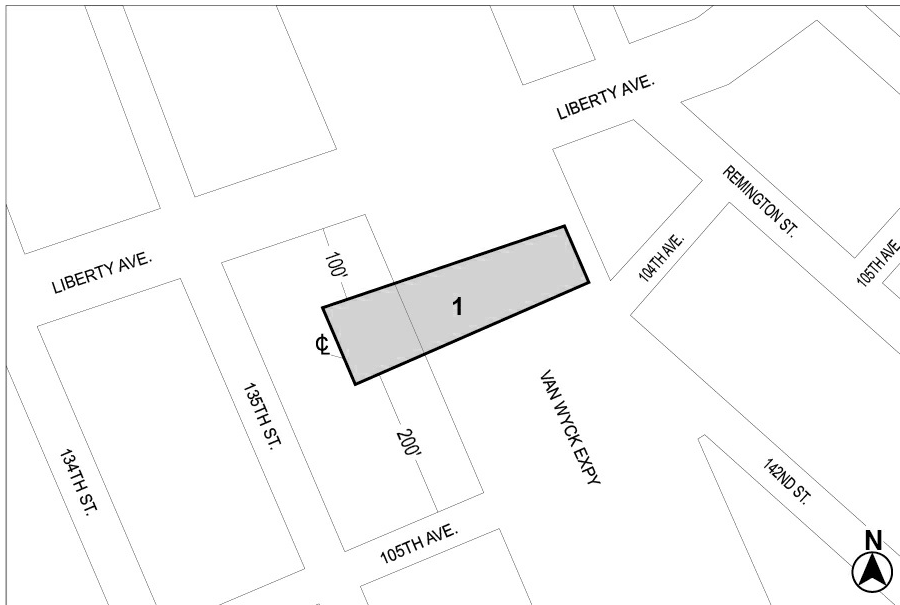 LIBERTY AVE.
REMINGTON ST.
104TH AVE.
105TH AVE.
LIBERTY AVE.
100'
1
℄
135TH ST.
200'
VAN WYCK EXPY
134TH ST.
142ND ST.
105TH AVE.
N